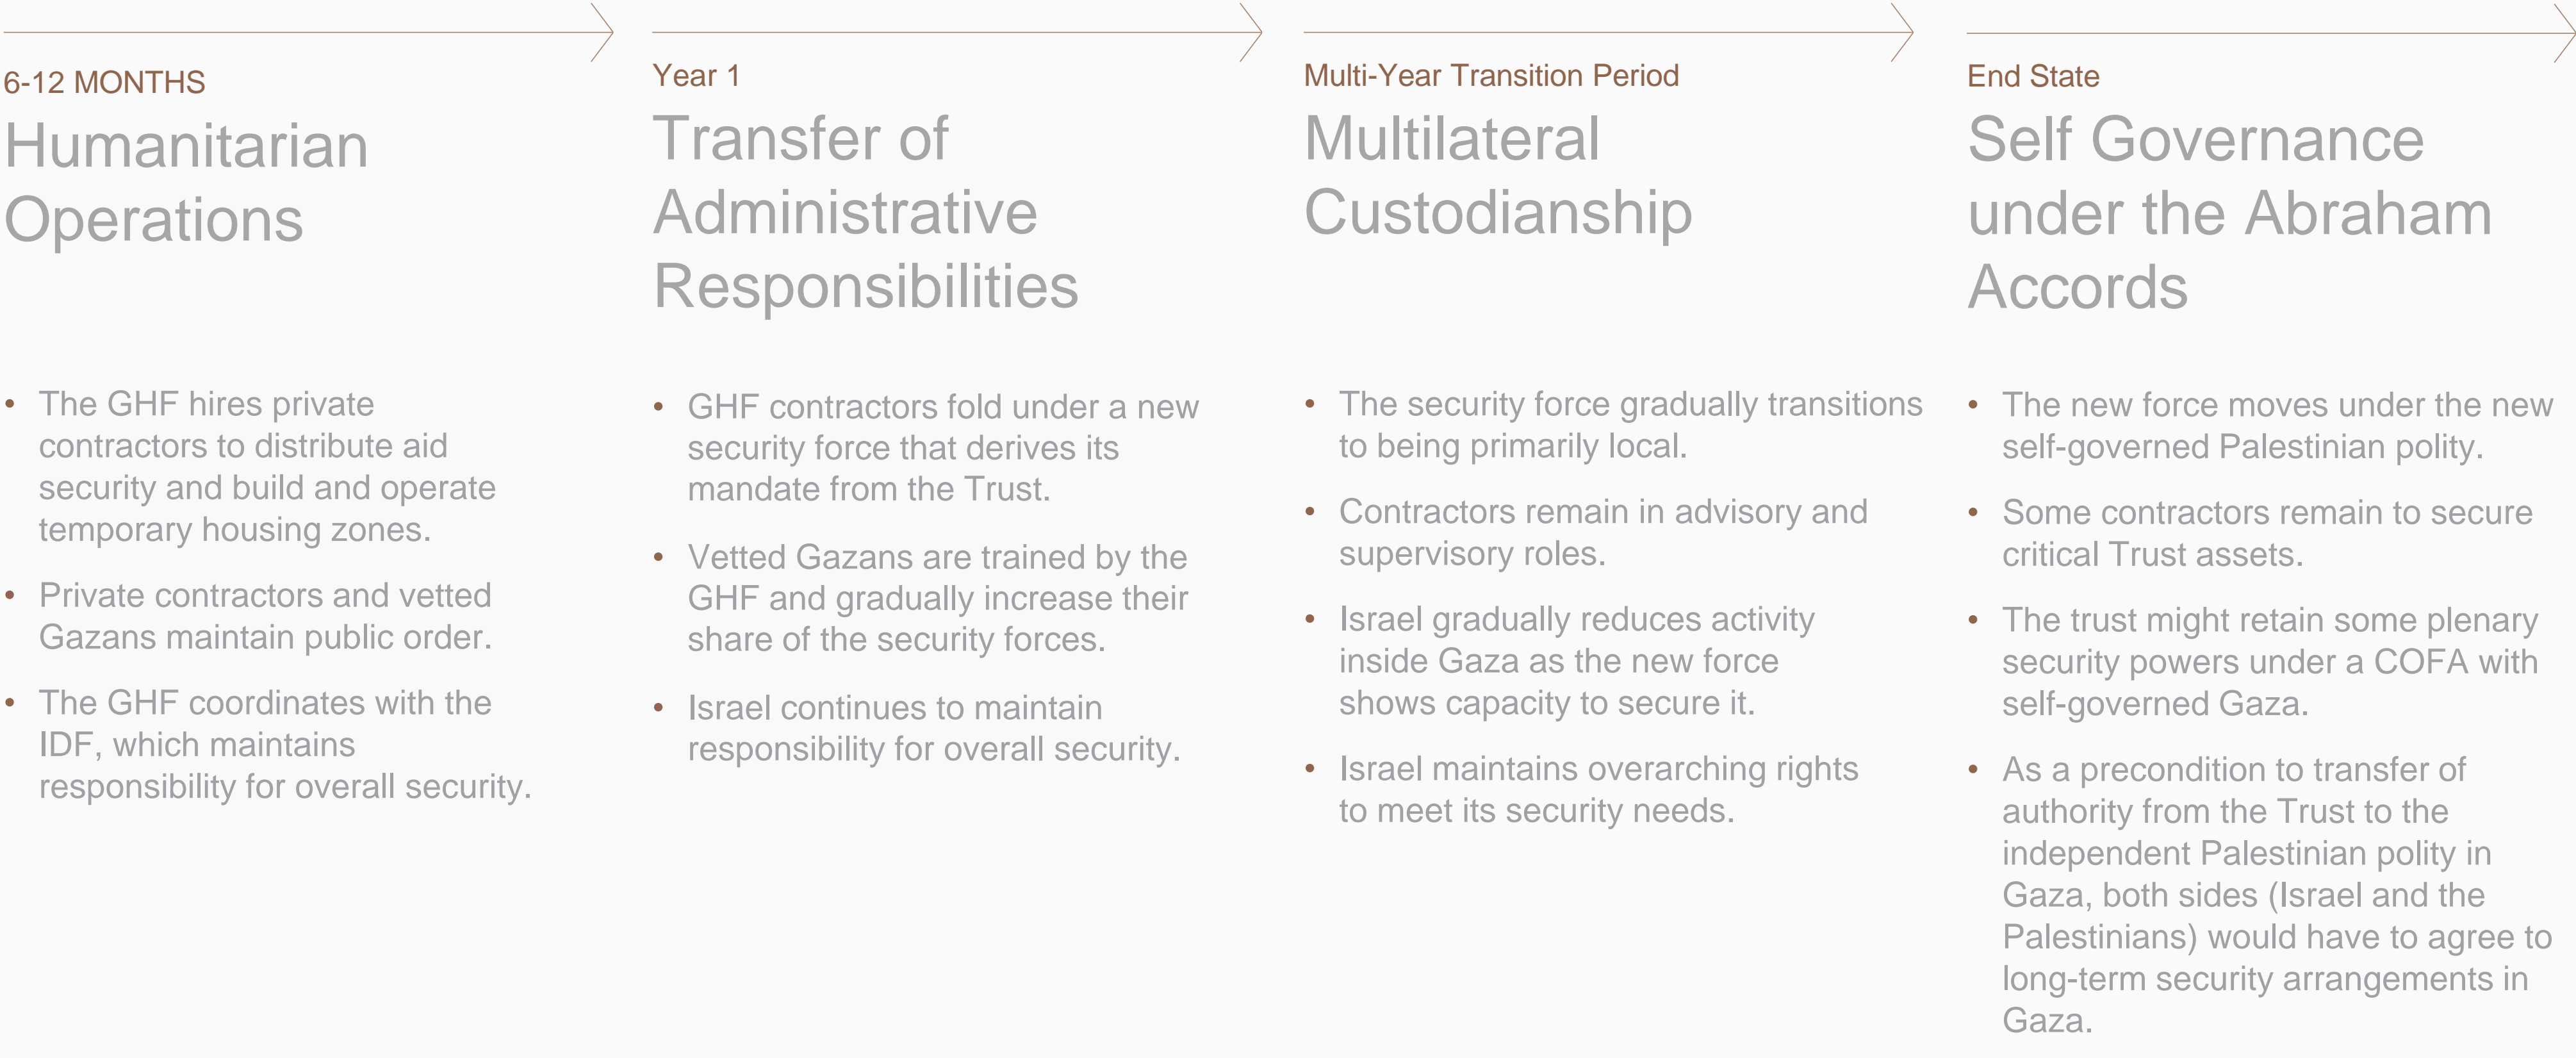 6-12 MONTHS
Humanitarian
Operations
• The GHF hires private
contractors to distribute aid
security and build and operate
temporary housing zones.
• Private contractors and vetted
Gazans maintain public order.
• The GHF coordinates with the
IDF, which maintains
responsibility for overall security.
Year 1
Transfer of
Administrative
Responsibilities
• GHF contractors fold under a new
security force that derives its
mandate from the Trust.
• Vetted Gazans are trained by the
GHF and gradually increase their
share of the security forces.
• Israel continues to maintain
responsibility for overall security.
Multi-Year Transition Period
Multilateral
Custodianship
• The security force gradually transitions
to being primarily local.
• Contractors remain in advisory and
supervisory roles.
• Israel gradually reduces activity
inside Gaza as the new force
shows capacity to secure it.
• Israel maintains overarching rights
to meet its security needs.
End State
Self Governance
under the Abraham
Accords
• The new force moves under the new
self-governed Palestinian polity.
• Some contractors remain to secure
critical Trust assets.
• The trust might retain some plenary
security powers under a COFA with
self-governed Gaza.
• As a precondition to transfer of
authority from the Trust to the
independent Palestinian polity in
Gaza, both sides (Israel and the
Palestinians) would have to agree to
long-term security arrangements in
Gaza.